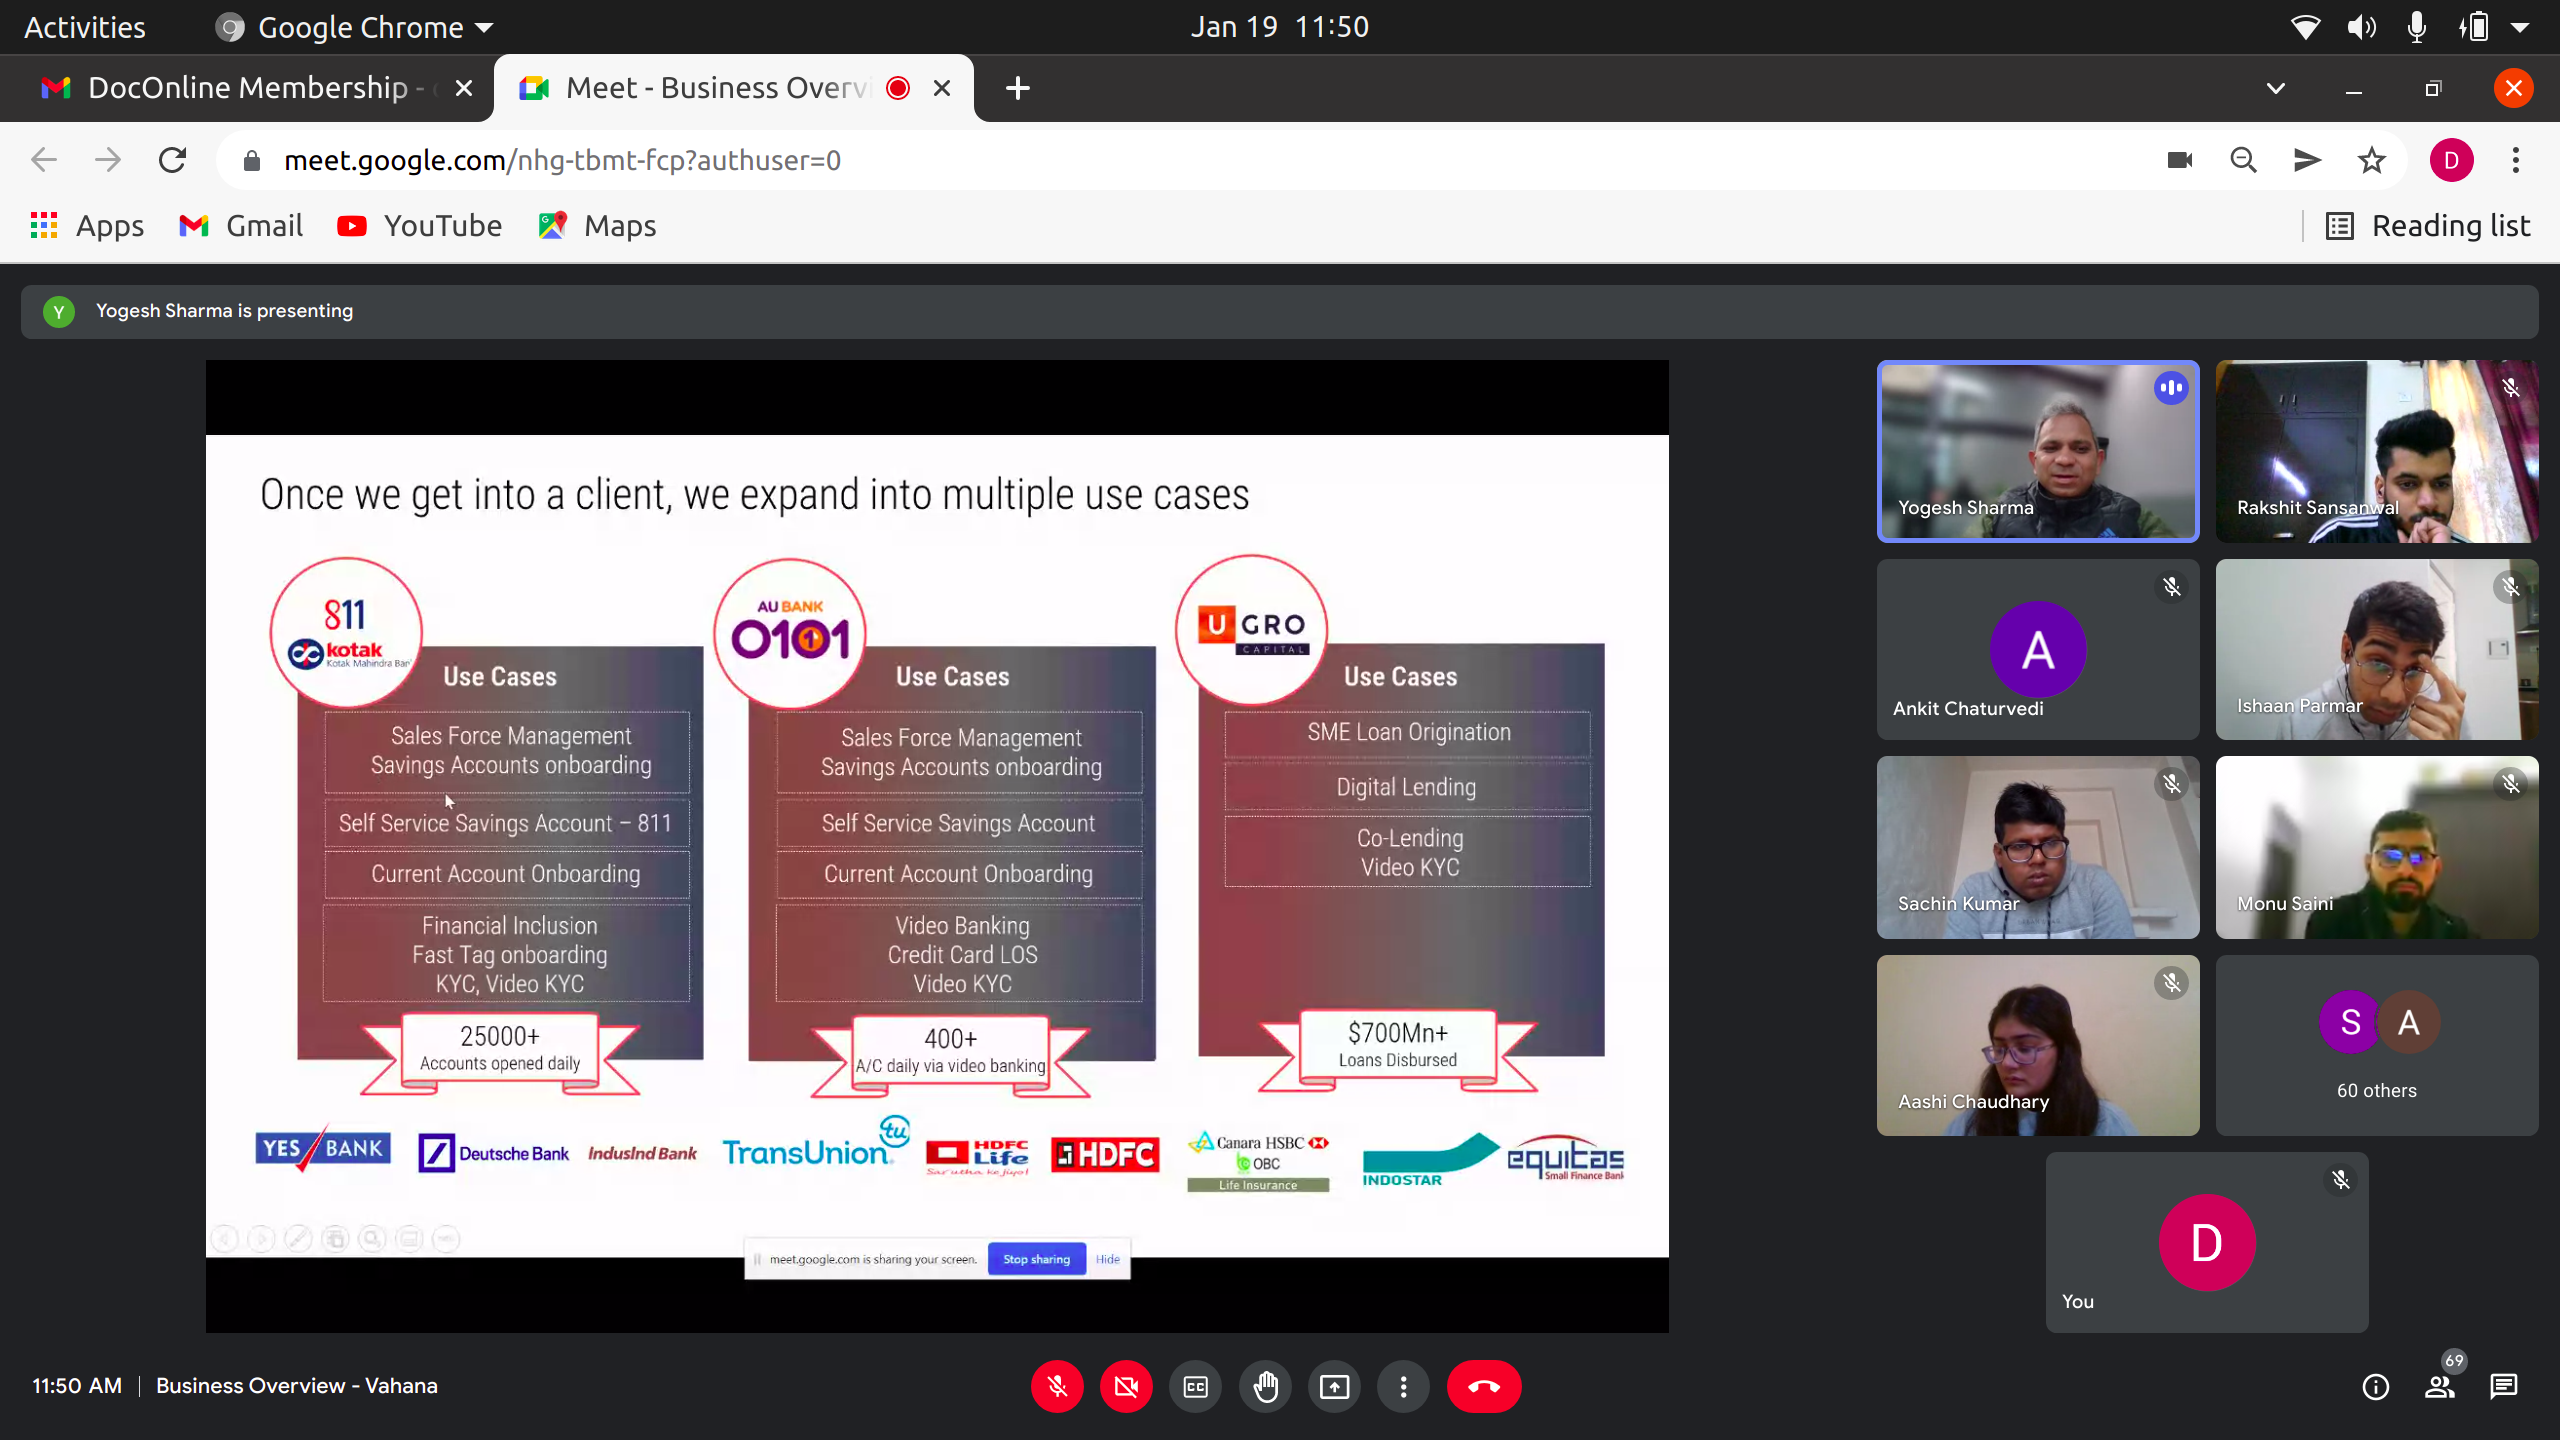 Activities
Google Chrome
Jan 19 11:50
DocOnline Membership -
Meet - Business Overvi
meet.google.com/nhg-tbmt-fcp?authuser=0
D
Apps
Gmail
YouTube
Maps
Reading list
Y
Yogesh Sharma is presenting
Once we get into a client, we expand into multiple use cases
811
kotak
Kotak Mahindra Ban
Use Cases
Sales Force Management
Savings Accounts onboarding
Self Service Savings Account – 811
Current Account Onboarding
Financial Inclusion
Fast Tag onboarding
KYC, Video KYC
25000+
Accounts opened daily
AU BANK
0101
Use Cases
Sales Force Management
Savings Accounts onboarding
Self Service Savings Account
Current Account Onboarding
Video Banking
Credit Card LOS
Video KYC
400+
A/C daily via video banking
U GRO
CAPITAL
Use Cases
SME Loan Origination
Digital Lending
Co-Lending
Video KYC
$700Mn+
Loans Disbursed
YES BANK
Deutsche Bank
IndusInd Bank
TransUnion
tu
HDFC
Life
Sar utha ke jiyo!
HDFC
Canara HSBC
OBC
Life Insurance
INDOSTAR
equitas
Small Finance Bank
meet.google.com is sharing your screen.
Stop sharing
Hide
Yogesh Sharma
Rakshit Sansanwal
A
Ankit Chaturvedi
Ishaan Parmar
Sachin Kumar
Monu Saini
Aashi Chaudhary
S
A
60 others
D
You
11:50 AM
Business Overview - Vahana
CC
69